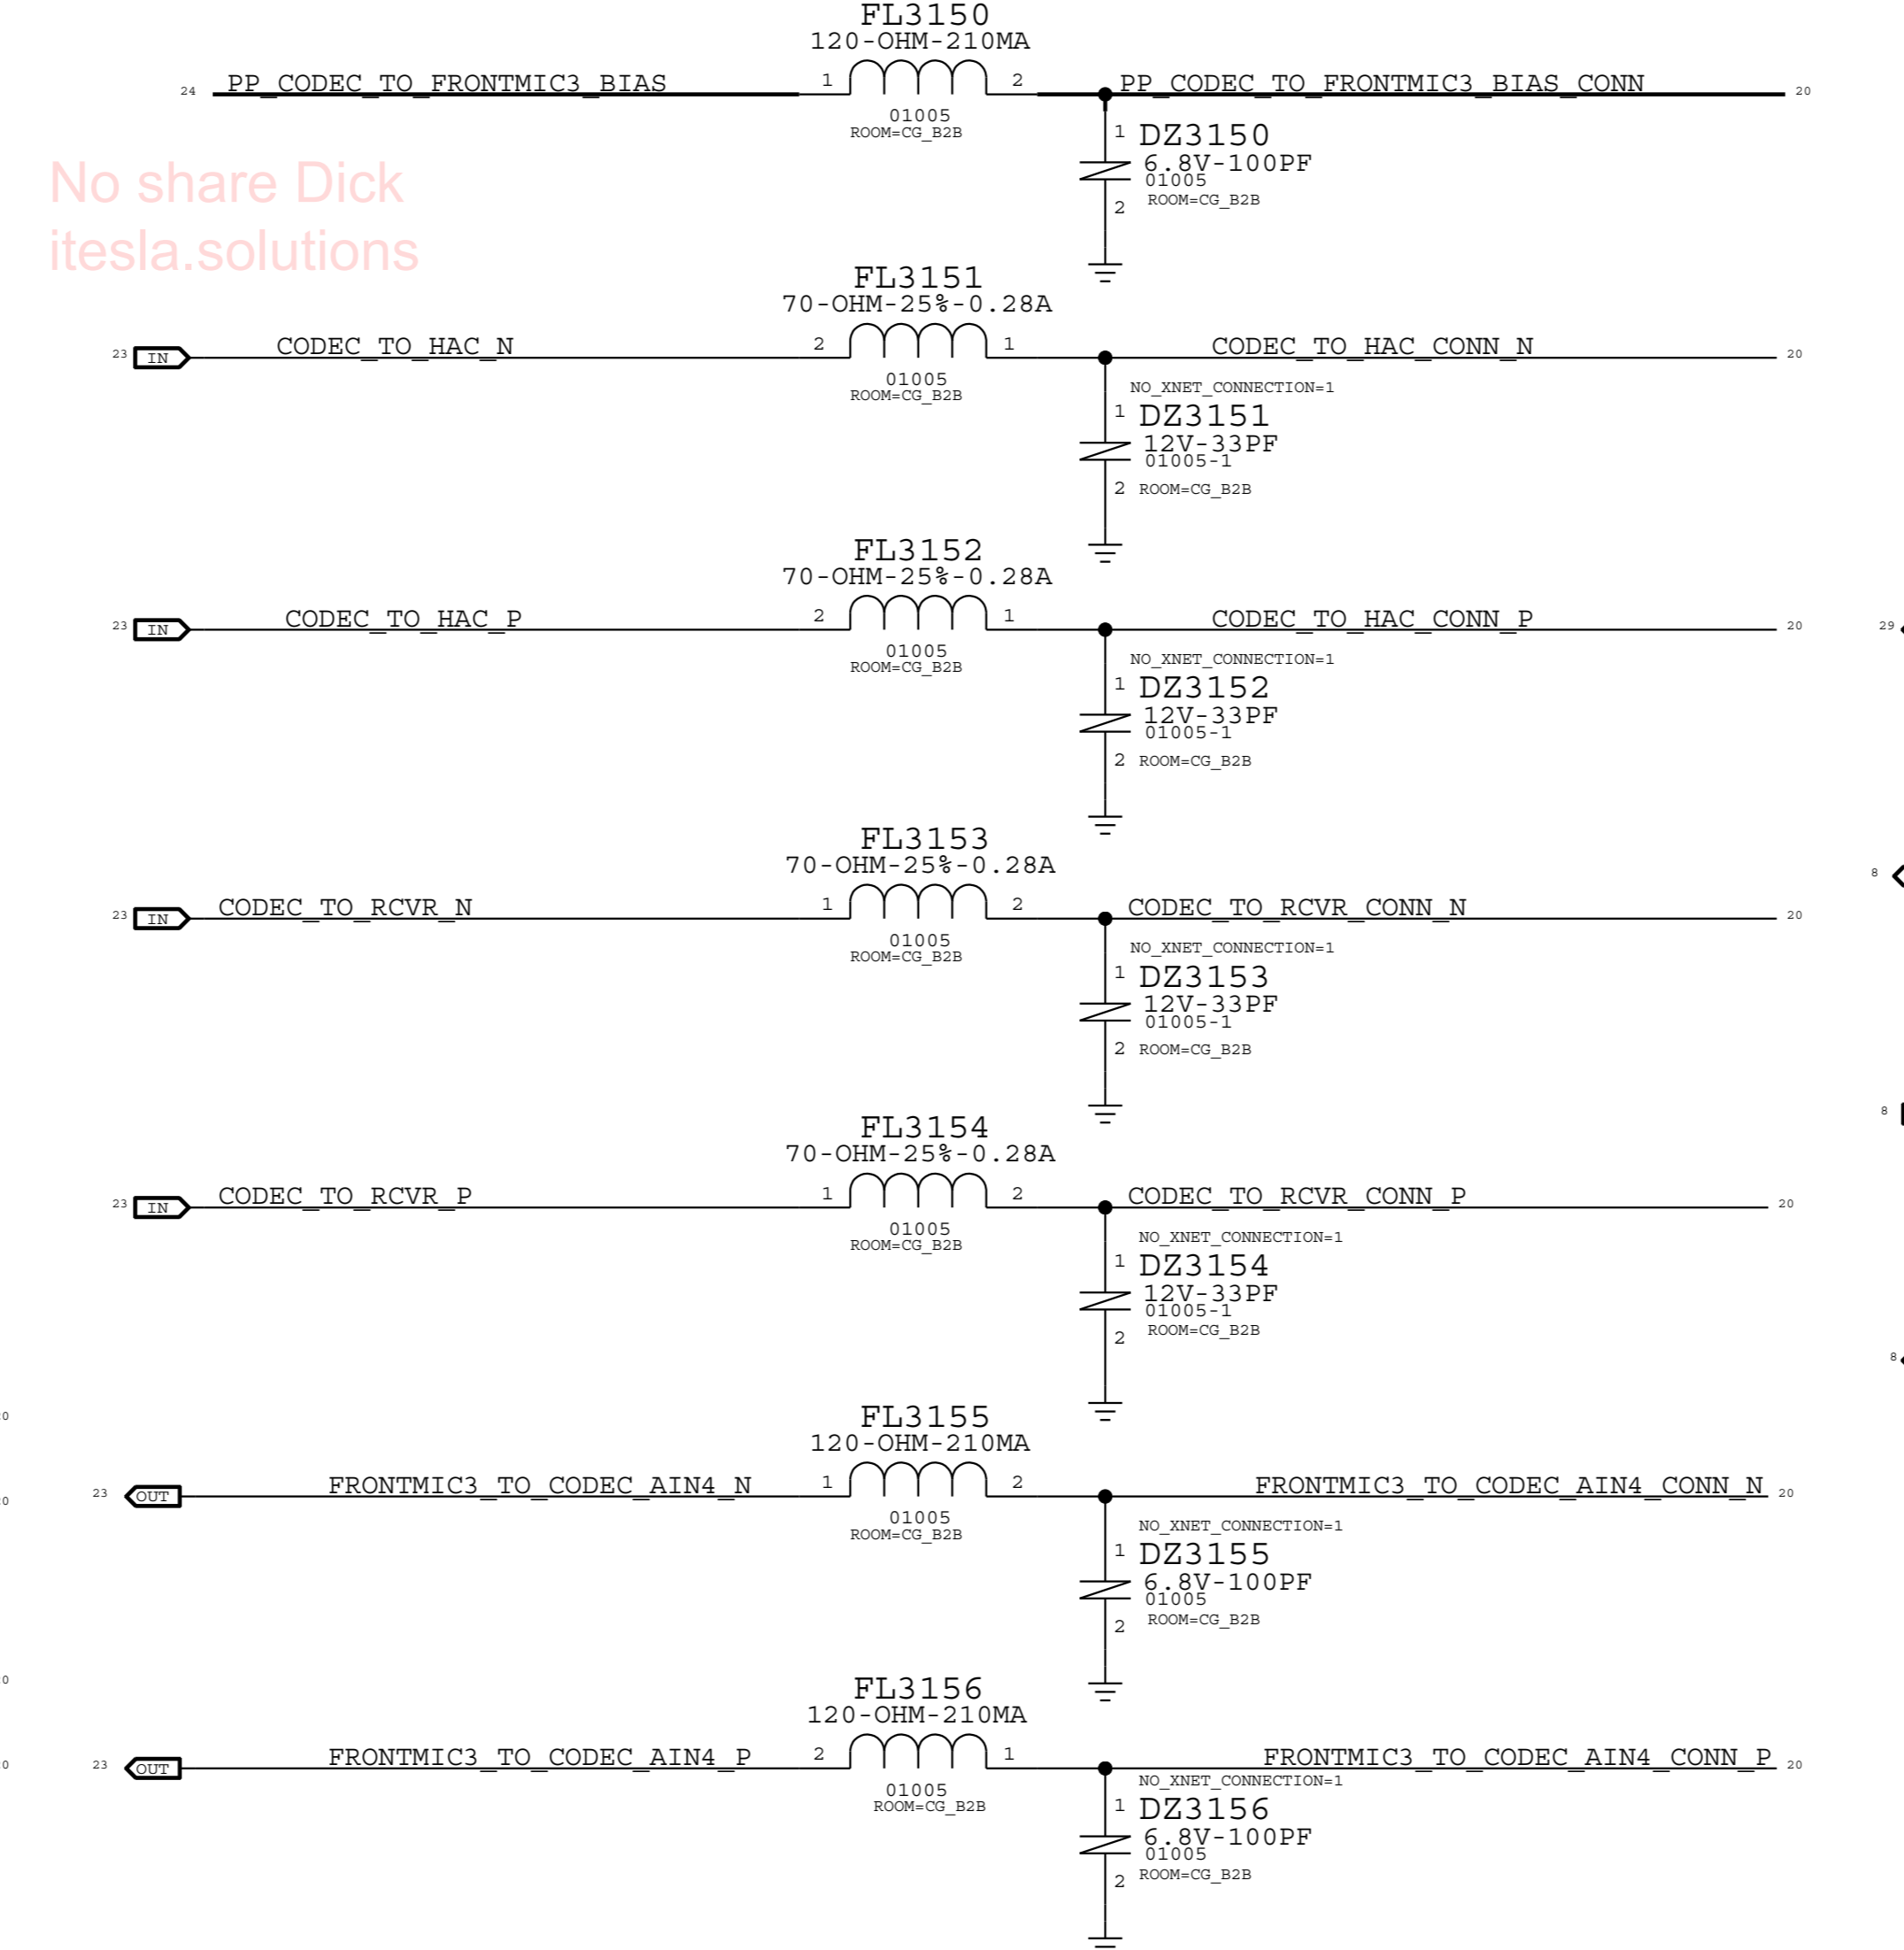 FL3150
120-OHM-210MA
24 PP_CODEC_TO_FRONTMIC3_BIAS 1 2 PP_CODEC_TO_FRONTMIC3_BIAS_CONN 20
01005
ROOM=CG_B2B
1 DZ3150
6.8V-100PF
01005
2 ROOM=CG_B2B
No share Dick
itesla.solutions
FL3151
70-OHM-25%-0.28A
23 IN CODEC_TO_HAC_N 2 1 CODEC_TO_HAC_CONN_N 20
01005
ROOM=CG_B2B
NO_XNET_CONNECTION=1
1 DZ3151
12V-33PF
01005-1
2 ROOM=CG_B2B
FL3152
70-OHM-25%-0.28A
23 IN CODEC_TO_HAC_P 2 1 CODEC_TO_HAC_CONN_P 20 29
01005
ROOM=CG_B2B
NO_XNET_CONNECTION=1
1 DZ3152
12V-33PF
01005-1
2 ROOM=CG_B2B
FL3153
70-OHM-25%-0.28A
8
23 IN CODEC_TO_RCVR_N 1 2 CODEC_TO_RCVR_CONN_N 20
01005
ROOM=CG_B2B
NO_XNET_CONNECTION=1
1 DZ3153
12V-33PF
01005-1
2 ROOM=CG_B2B
8
FL3154
70-OHM-25%-0.28A
23 IN CODEC_TO_RCVR_P 1 2 CODEC_TO_RCVR_CONN_P 20
01005
ROOM=CG_B2B
NO_XNET_CONNECTION=1
1 DZ3154
12V-33PF
01005-1
2 ROOM=CG_B2B
8
FL3155
120-OHM-210MA
23 OUT FRONTMIC3_TO_CODEC_AIN4_N 1 2 FRONTMIC3_TO_CODEC_AIN4_CONN_N 20
01005
ROOM=CG_B2B
NO_XNET_CONNECTION=1
1 DZ3155
6.8V-100PF
01005
2 ROOM=CG_B2B
FL3156
120-OHM-210MA
23 OUT FRONTMIC3_TO_CODEC_AIN4_P 2 1 FRONTMIC3_TO_CODEC_AIN4_CONN_P 20
01005
ROOM=CG_B2B
NO_XNET_CONNECTION=1
1 DZ3156
6.8V-100PF
01005
2 ROOM=CG_B2B